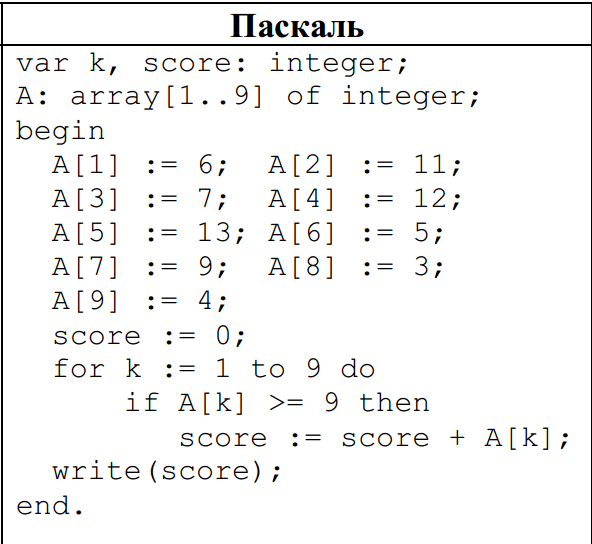 Паскаль
var k, score: integer;
A: array[1..9] of integer;
begin
  A[1] := 6;  A[2] := 11;
  A[3] := 7;  A[4] := 12;
  A[5] := 13; A[6] := 5;
  A[7] := 9;  A[8] := 3;
  A[9] := 4;
  score := 0;
  for k := 1 to 9 do
      if A[k] >= 9 then
         score := score + A[k];
  write(score);
end.